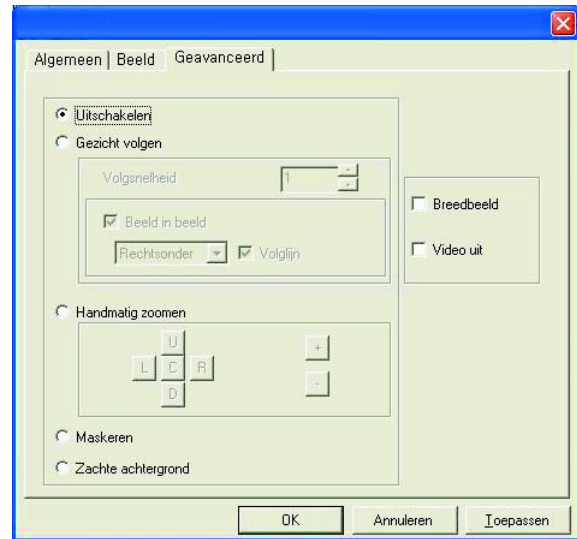 Algemeen Beeld Geavanceerd
Uitschakelen
Gezicht volgen
Volgsnelheid 1
Beeld in beeld
Rechtsonder Volglijn
Breedbeeld
Video uit
Handmatig zoomen
U
L C R
D
+
-
Maskeren
Zachte achtergrond
OK Annuleren Toepassen